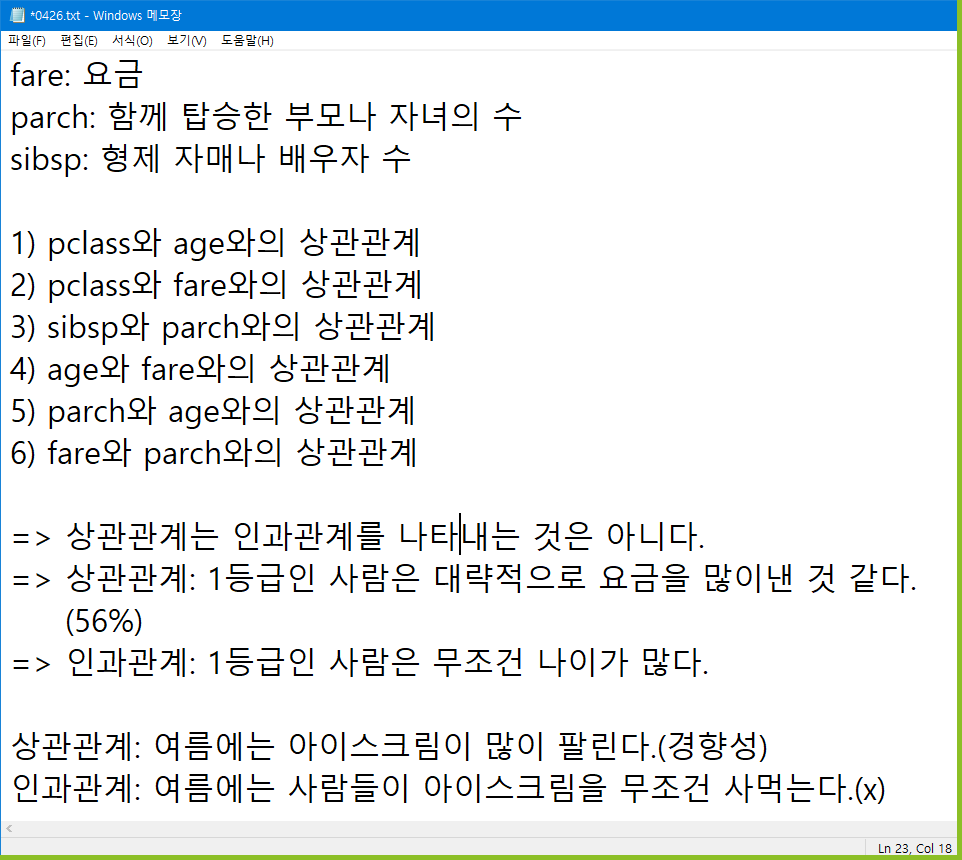 *0426.txt - Windows 메모장
파일(F) 편집(E) 서식(O) 보기(V) 도움말(H)
fare: 요금
parch: 함께 탑승한 부모나 자녀의 수
sibsp: 형제 자매나 배우자 수
1) pclass와 age와의 상관관계
2) pclass와 fare와의 상관관계
3) sibsp와 parch와의 상관관계
4) age와 fare와의 상관관계
5) parch와 age와의 상관관계
6) fare와 parch와의 상관관계
=> 상관관계는 인과관계를 나타내는 것은 아니다.
=> 상관관계: 1등급인 사람은 대략적으로 요금을 많이낸 것 같다.
(56%)
=> 인과관계: 1등급인 사람은 무조건 나이가 많다.
상관관계: 여름에는 아이스크림이 많이 팔린다.(경향성)
인과관계: 여름에는 사람들이 아이스크림을 무조건 사먹는다.(x)
Ln 23, Col 18